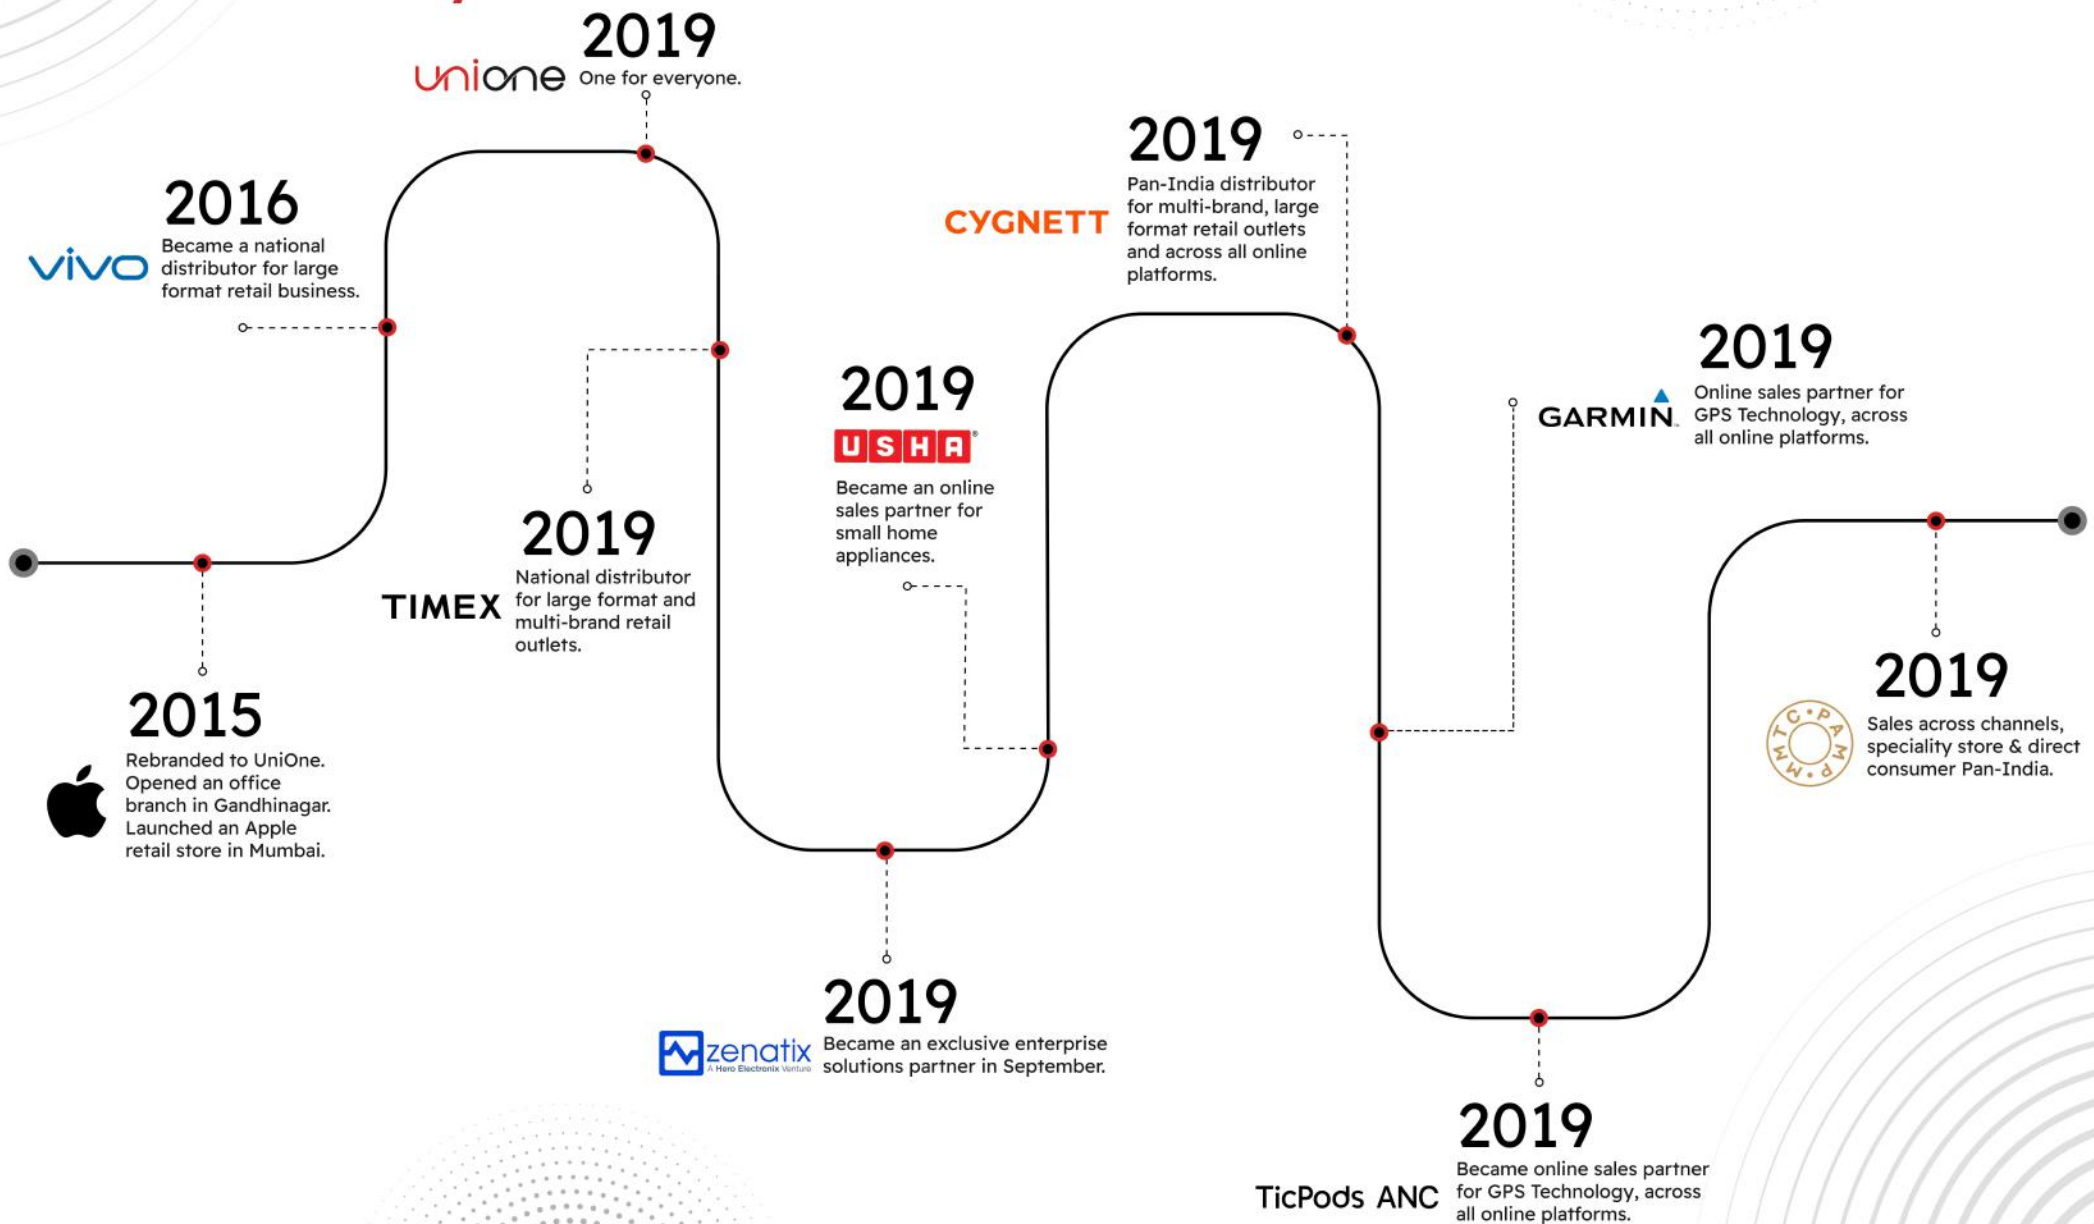 2015
Rebranded to UniOne.
Opened an office
branch in Gandhinagar.
Launched an Apple
retail store in Mumbai.
vivo
2016
Became a national
distributor for large
format retail business.
unione
2019
One for everyone.
TIMEX
2019
National distributor
for large format and
multi-brand retail
outlets.
zenatix
A Hero Electronix Venture
2019
Became an exclusive enterprise
solutions partner in September.
2019
USHA®
Became an online
sales partner for
small home
appliances.
CYGNETT
2019
Pan-India distributor
for multi-brand, large
format retail outlets
and across all online
platforms.
GARMIN™
2019
Online sales partner for
GPS Technology, across
all online platforms.
TicPods ANC
2019
Became online sales partner
for GPS Technology, across
all online platforms.
MMTC·PAMP·
2019
Sales across channels,
speciality store & direct
consumer Pan-India.